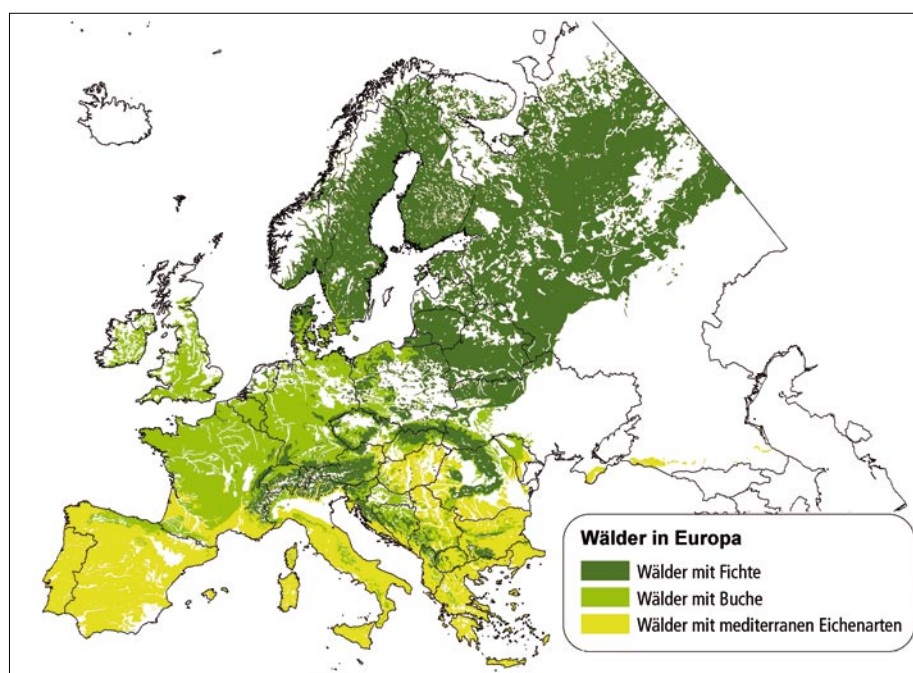 Wälder in Europa
Wälder mit Fichte
Wälder mit Buche
Wälder mit mediterranen Eichenarten